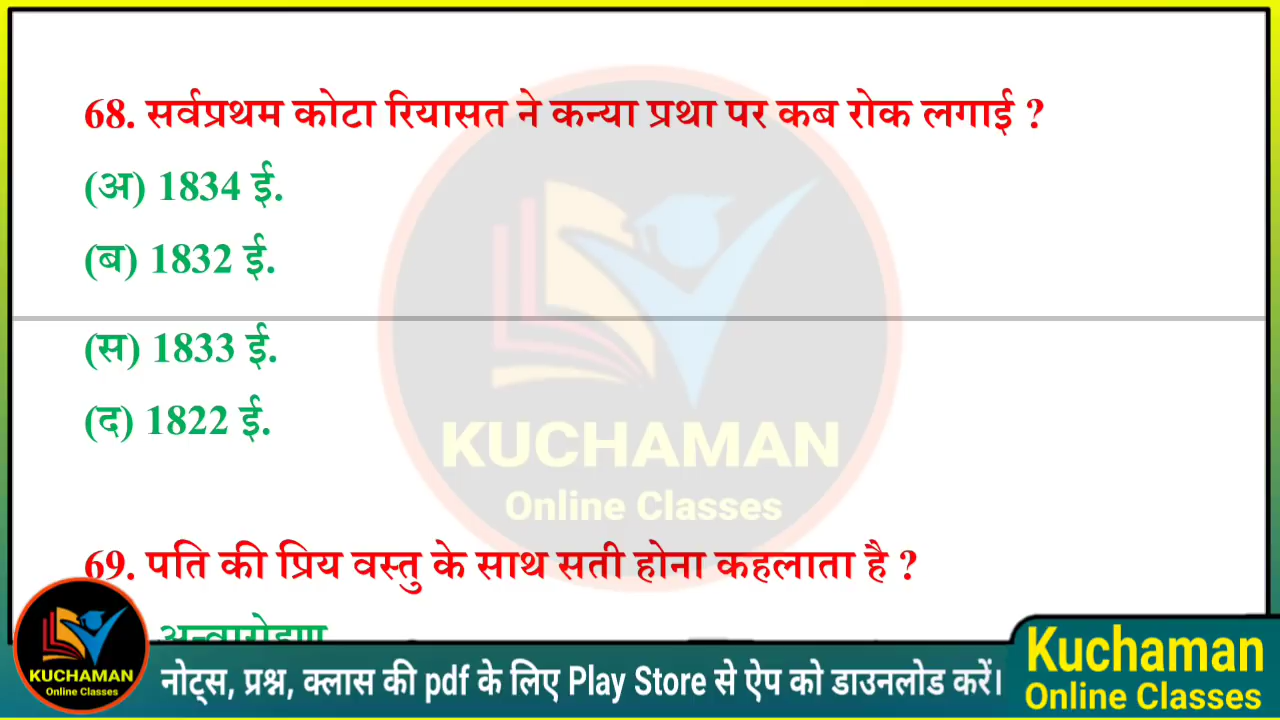 68. सर्वप्रथम कोटा रियासत ने कन्या प्रथा पर कब रोक लगाई ?
(अ) 1834 ई.
(ब) 1832 ई.
(स) 1833 ई.
(द) 1822 ई.
KUCHAMAN
Online Classes
69. पति की प्रिय वस्तु के साथ सती होना कहलाता है ?
KUCHAMAN
Online Classes
नोट्स, प्रश्न, क्लास की pdf के लिए Play Store से ऐप को डाउनलोड करें।
Kuchaman
Online Classes